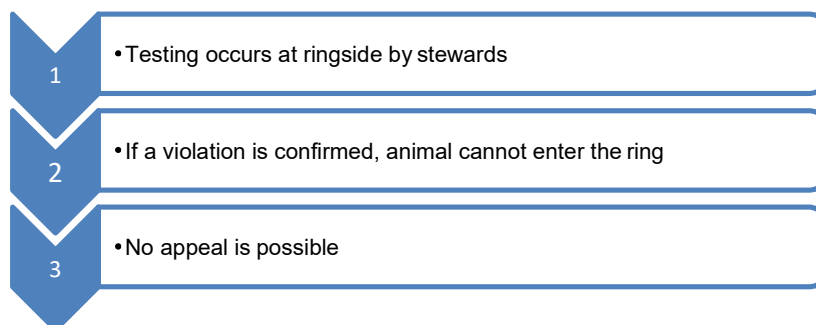 1
•Testing occurs at ringside by stewards
2
•If a violation is confirmed, animal cannot enter the ring
3
•No appeal is possible